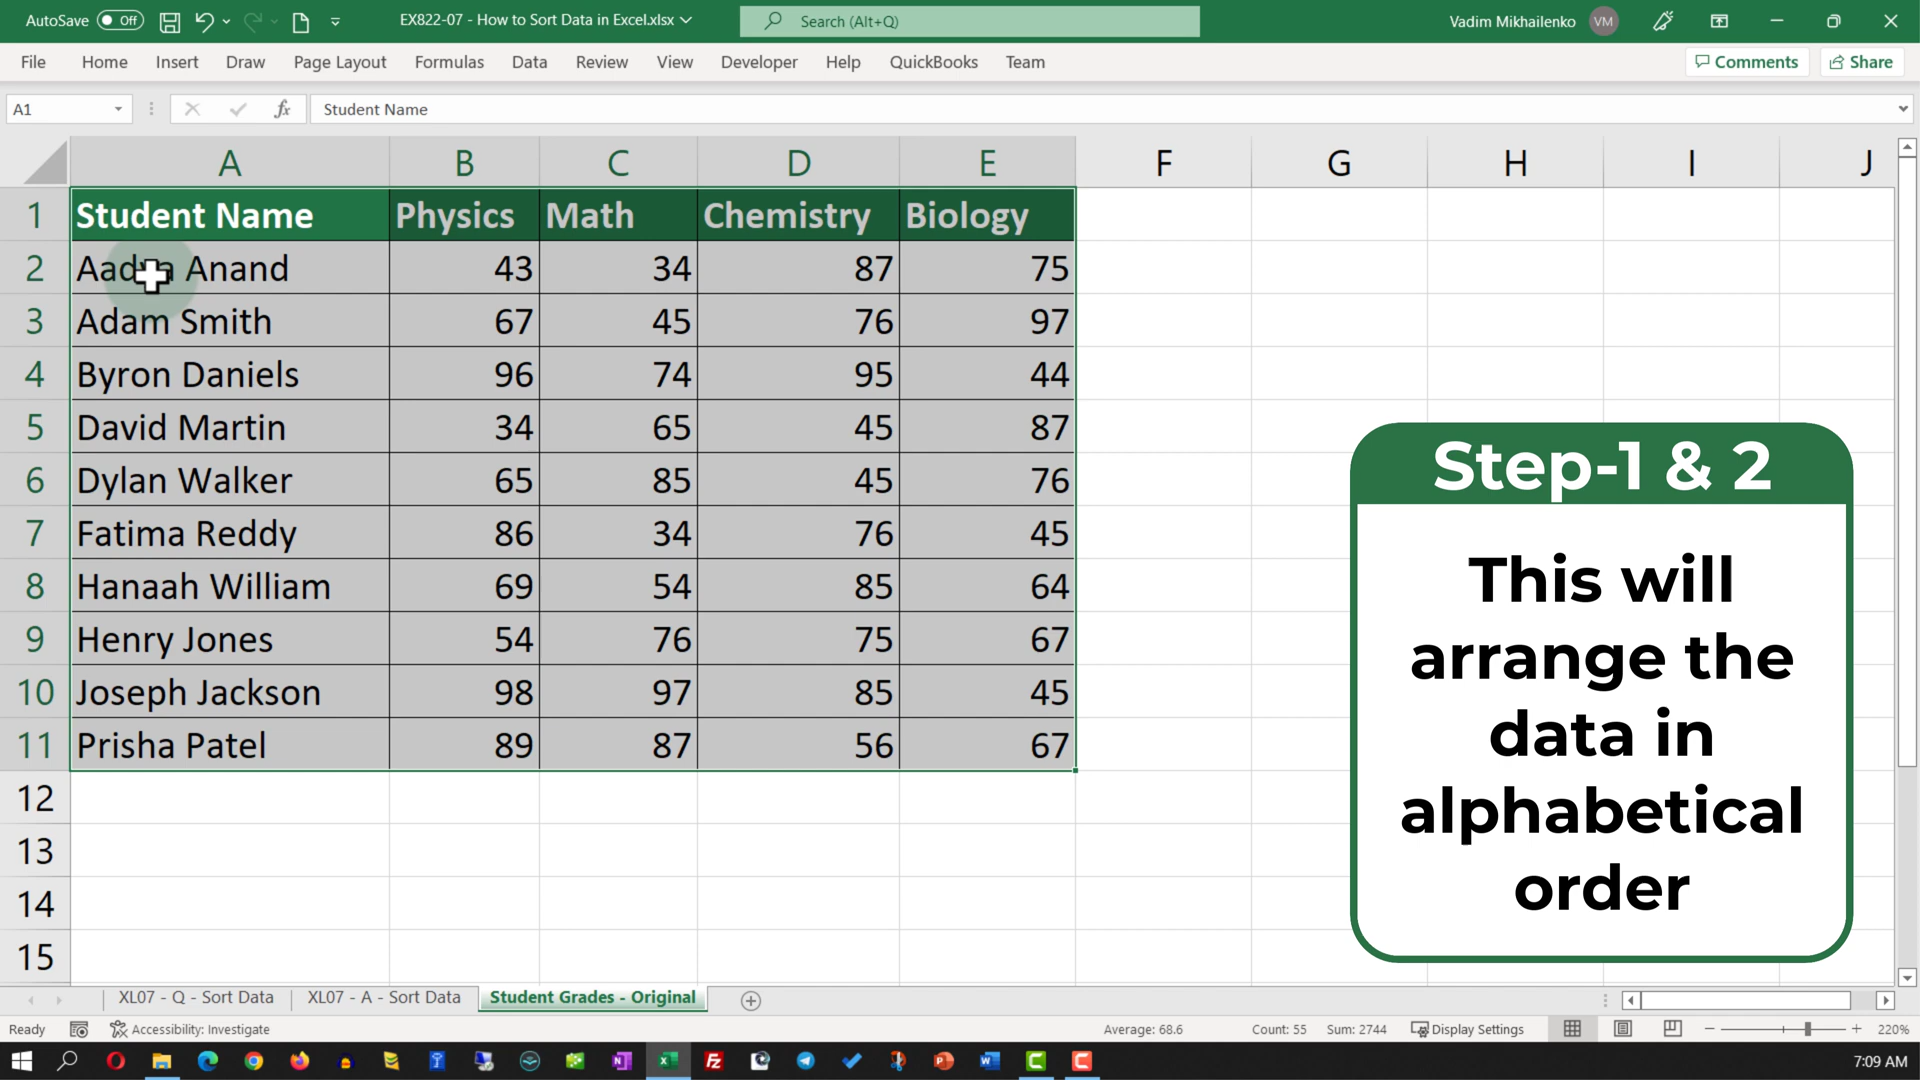 AutoSave Off EX822-07 - How to Sort Data in Excel.xlsx Search (Alt+Q) Vadim Mikhailenko VM
File Home Insert Draw Page Layout Formulas Data Review View Developer Help QuickBooks Team Comments Share
A1 fx Student Name
A B C D E F G H I J
1 Student Name Physics Math Chemistry Biology
2 Aadya Anand 43 34 87 75
3 Adam Smith 67 45 76 97
4 Byron Daniels 96 74 95 44
5 David Martin 34 65 45 87
6 Dylan Walker 65 85 45 76
7 Fatima Reddy 86 34 76 45
8 Hanaah William 69 54 85 64
9 Henry Jones 54 76 75 67
10 Joseph Jackson 98 97 85 45
11 Prisha Patel 89 87 56 67
12
13
14
15
Step-1 & 2
This will
arrange the
data in
alphabetical
order
XL07 - Q - Sort Data XL07 - A - Sort Data Student Grades - Original
Ready Accessibility: Investigate Average: 68.6 Count: 55 Sum: 2744 Display Settings 220%
7:09 AM